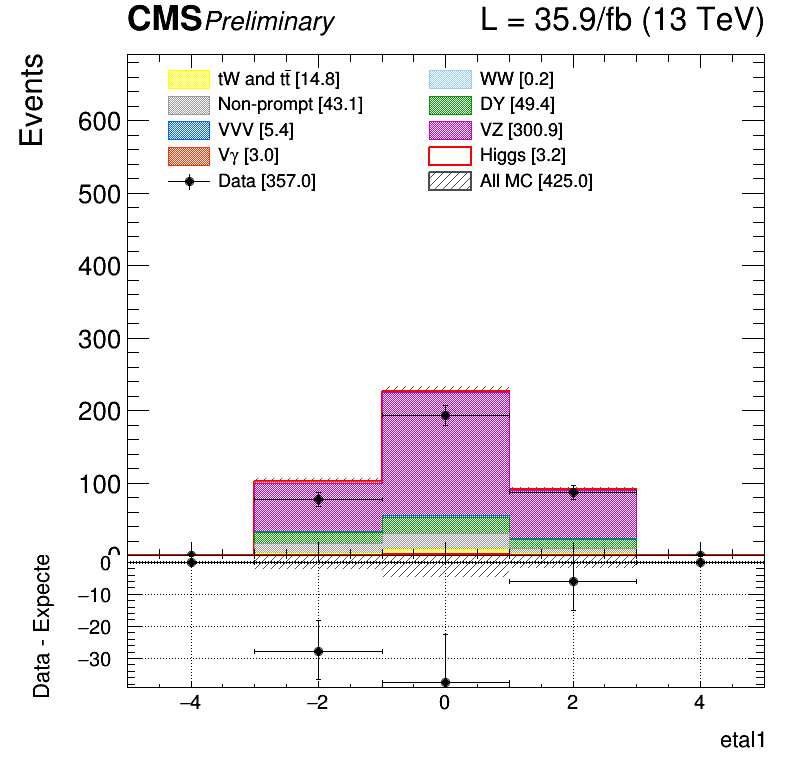 CMS Preliminary L = 35.9/fb (13 TeV)
Events
tW and tt̄ [14.8] WW [0.2]
Non-prompt [43.1] DY [49.4]
VVV [5.4] VZ [300.9]
Vγ [3.0] Higgs [3.2]
Data [357.0] All MC [425.0]
600
500
400
300
200
100
0
Data - Expecte
0
−10
−20
−30
−4 −2 0 2 4
etal1